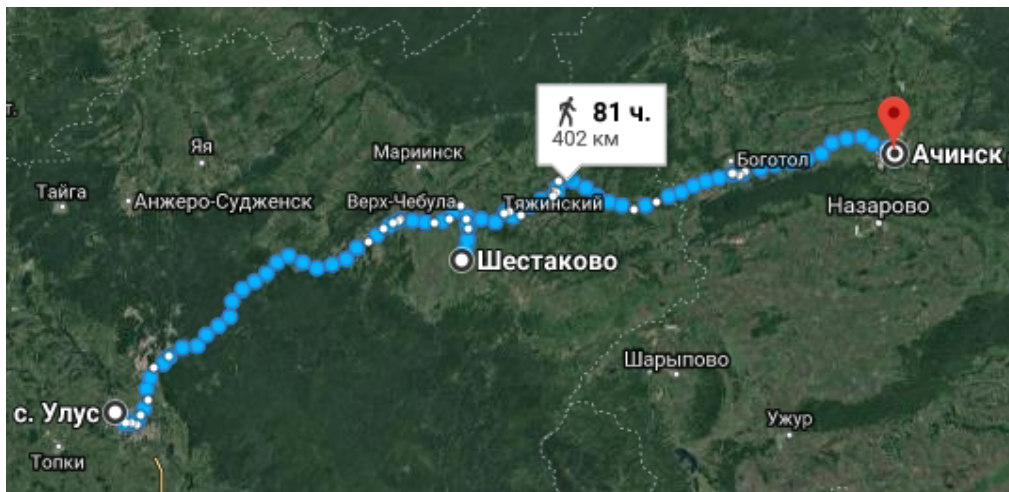 т.
81 ч.
402 км
Яя
Мариинск
Боготол
Ачинск
Тайга
Анжеро-Судженск
Верх-Чебула
Тяжинский
Назарово
Шестаково
Шарыпово
с. Улус
Ужур
Топки